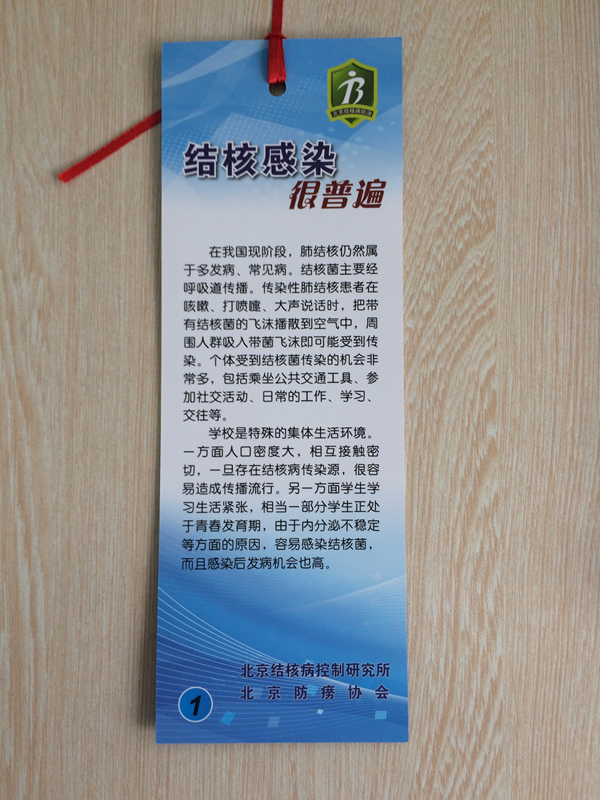 北京结核病防治
结核感染
很普遍
在我国现阶段，肺结核仍然属
于多发病、常见病。结核菌主要经
呼吸道传播。传染性肺结核患者在
咳嗽、打喷嚏、大声说话时，把带
有结核菌的飞沫播散到空气中，周
围人群吸入带菌飞沫即可能受到传
染。个体受到结核菌传染的机会非
常多，包括乘坐公共交通工具、参
加社交活动、日常的工作、学习、
交往等。
学校是特殊的集体生活环境。
一方面人口密度大，相互接触密
切，一旦存在结核病传染源，很容
易造成传播流行。另一方面学生学
习生活紧张，相当一部分学生正处
于青春发育期，由于内分泌不稳定
等方面的原因，容易感染结核菌，
而且感染后发病机会也高。
北京结核病控制研究所
北京防痨协会
1